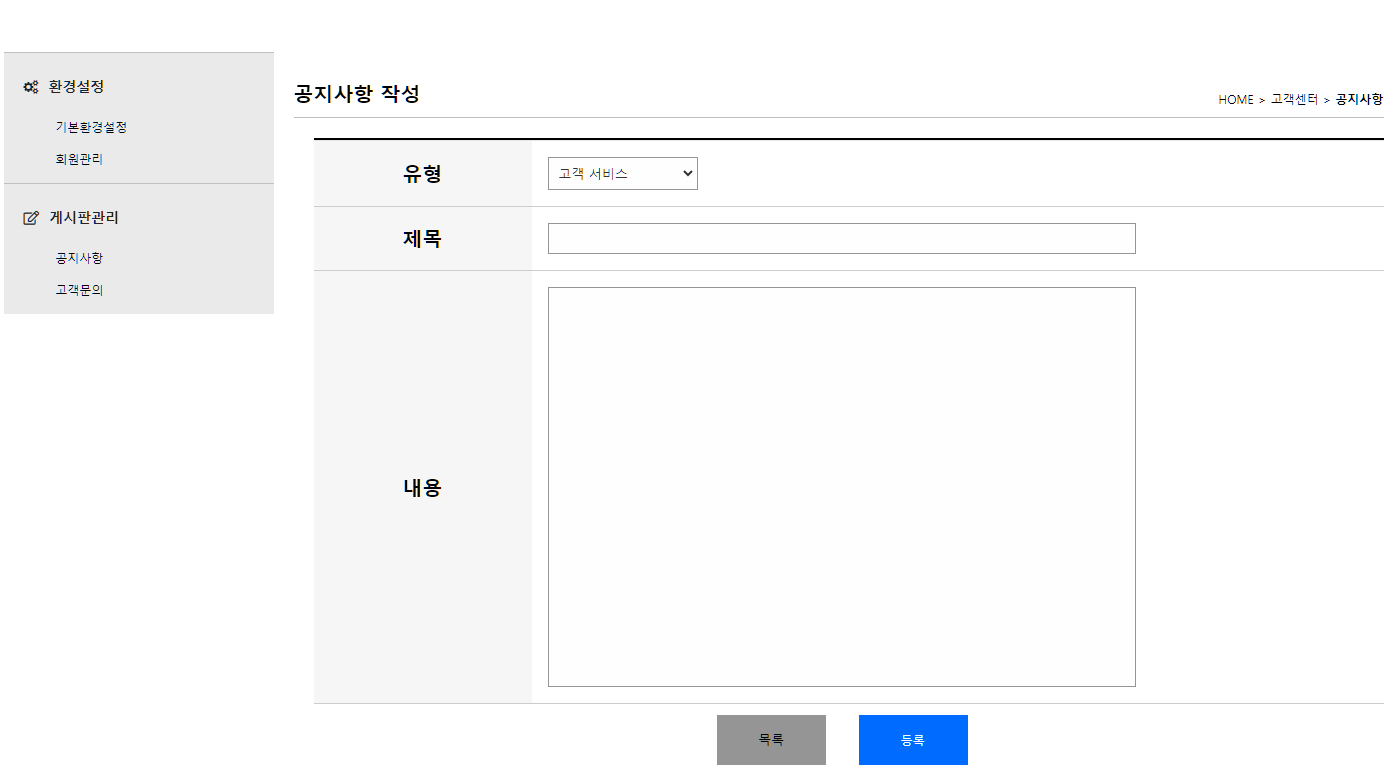 환경설정
기본환경설정
회원관리
게시판관리
공지사항
고객문의
공지사항 작성
HOME > 고객센터 > 공지사항
유형
고객 서비스
제목
내용
목록
등록